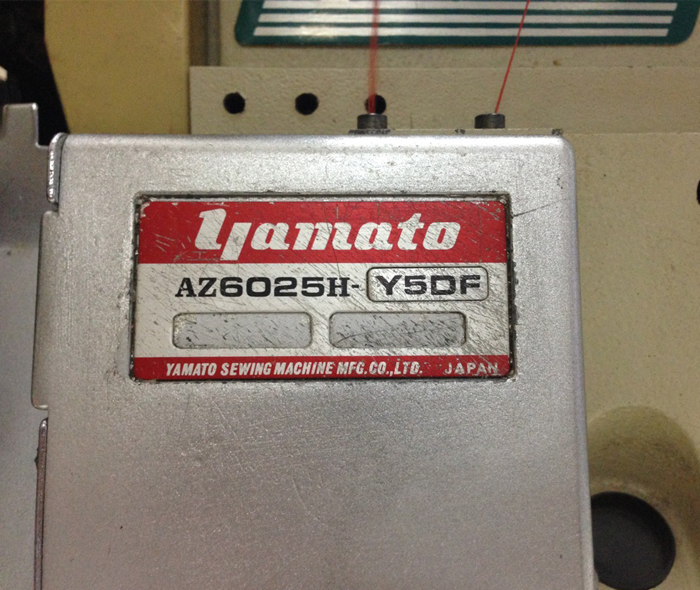 yamato
AZ6025H-Y5DF
YAMATO SEWING MACHINE MFG.CO.,LTD. JAPAN